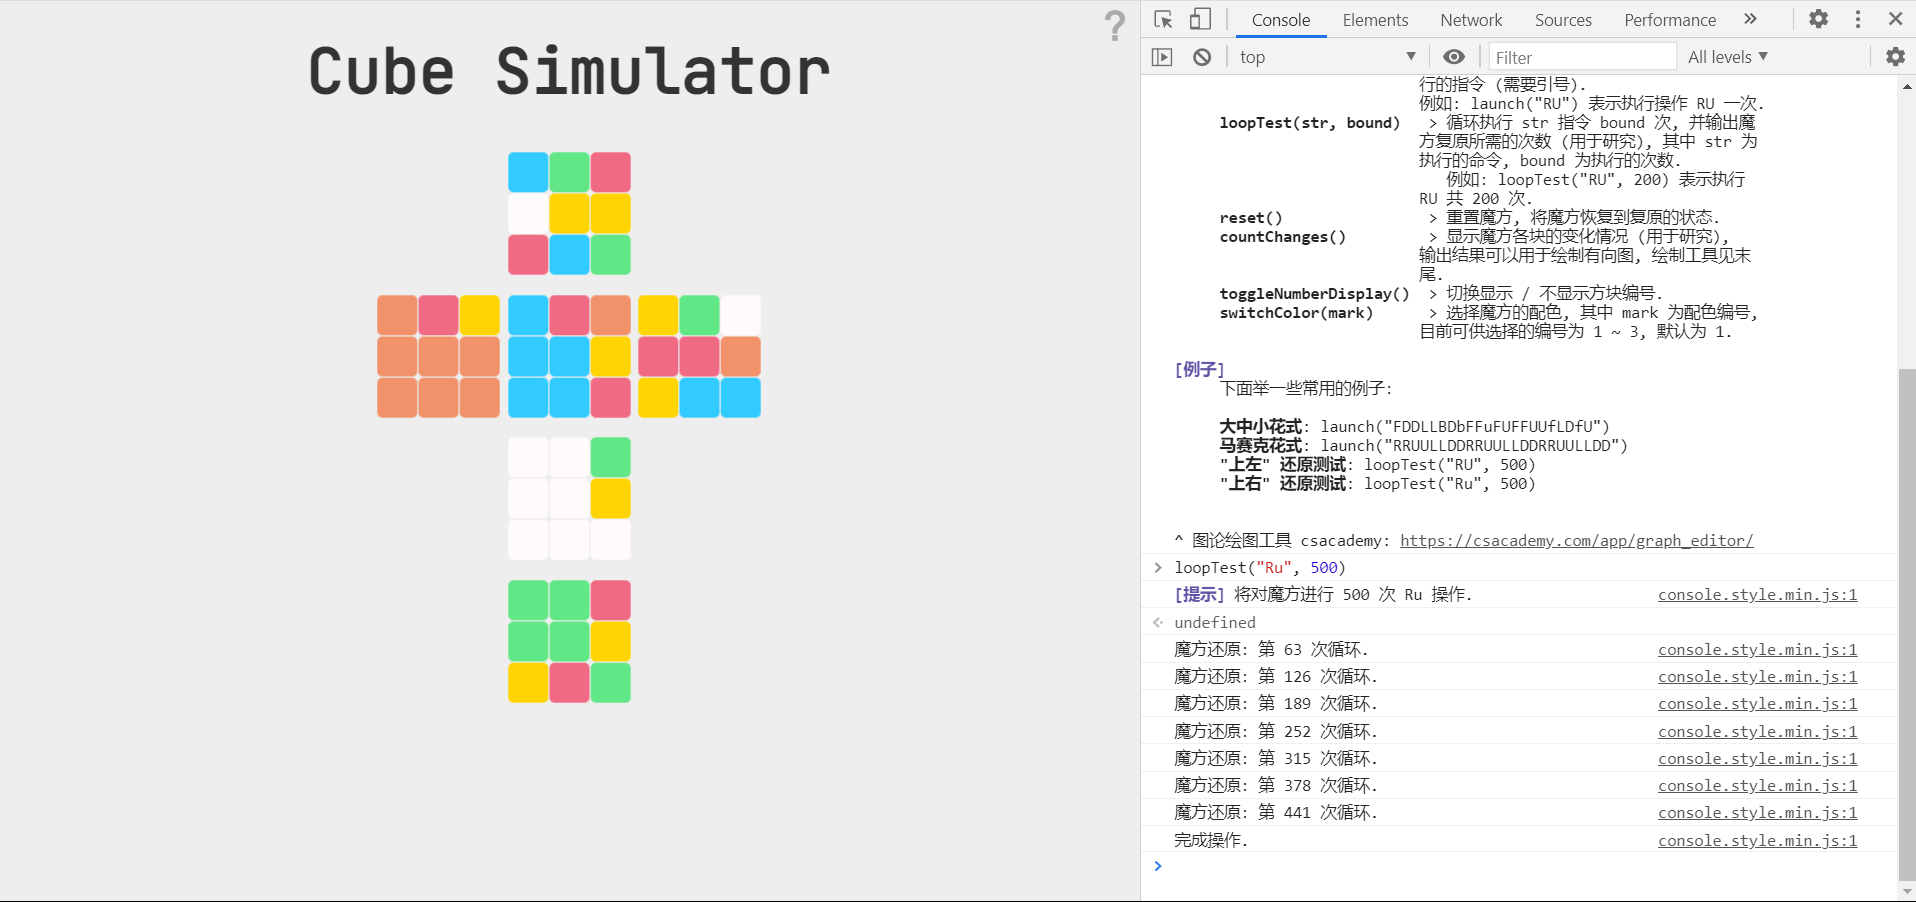 ?
Cube Simulator
Console
Elements
Network
Sources
Performance
»
top
Filter
All levels
行的指令 (需要引号).
例如: launch("RU") 表示执行操作 RU 一次.
loopTest(str, bound) > 循环执行 str 指令 bound 次, 并输出魔
方复原所需的次数 (用于研究), 其中 str 为
执行的命令, bound 为执行的次数.
例如: loopTest("RU", 200) 表示执行
RU 共 200 次.
reset() > 重置魔方, 将魔方恢复到复原的状态.
countChanges() > 显示魔方各块的变化情况 (用于研究),
输出结果可以用于绘制有向图, 绘制工具见末
尾.
toggleNumberDisplay() > 切换显示 / 不显示方块编号.
switchColor(mark) > 选择魔方的配色, 其中 mark 为配色编号,
目前可供选择的编号为 1 ~ 3, 默认为 1.
[例子]
下面举一些常用的例子:
大中小花式: launch("FDDLLBDbFFuFUFFUUfLDfU")
马赛克花式: launch("RRUULLDDRRUULLDDRRUULLDD")
"上左" 还原测试: loopTest("RU", 500)
"上右" 还原测试: loopTest("Ru", 500)
^ 图论绘图工具 csacademy: https://csacademy.com/app/graph_editor/
> loopTest("Ru", 500)
[提示] 将对魔方进行 500 次 Ru 操作. console.style.min.js:1
undefined
魔方还原: 第 63 次循环. console.style.min.js:1
魔方还原: 第 126 次循环. console.style.min.js:1
魔方还原: 第 189 次循环. console.style.min.js:1
魔方还原: 第 252 次循环. console.style.min.js:1
魔方还原: 第 315 次循环. console.style.min.js:1
魔方还原: 第 378 次循环. console.style.min.js:1
魔方还原: 第 441 次循环. console.style.min.js:1
完成操作. console.style.min.js:1
>